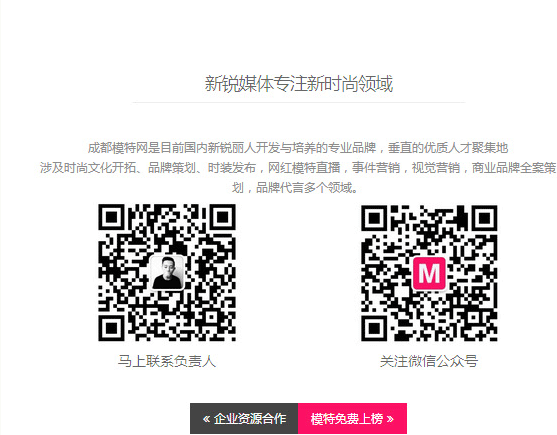 新锐媒体专注新时尚领域
成都模特网是目前国内新锐丽人开发与培养的专业品牌，垂直的优质人才聚集地
涉及时尚文化开拓、品牌策划、时装发布，网红模特直播，事件营销，视觉营销，商业品牌全案策
划，品牌代言多个领域。
M
马上联系负责人
关注微信公众号
« 企业资源合作
模特免费上榜 »